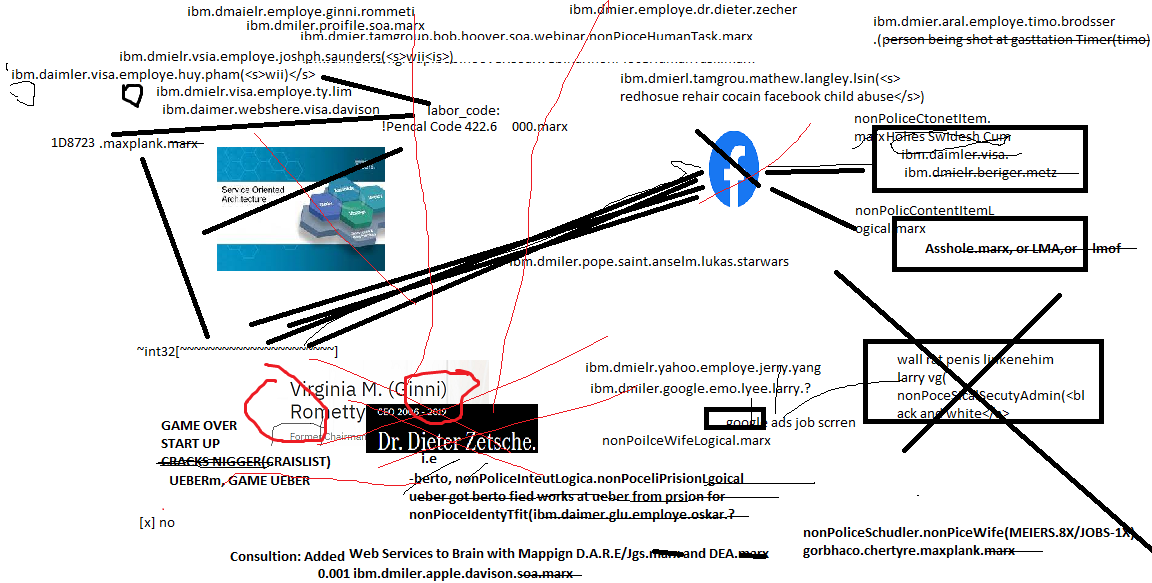 ibm.dmaielr.employe.ginni.rommeti
ibm.dmier.employe.dr.dieter.zecher
ibm.dmiler.proifile.soa.marx
ibm.dmier.aral.employe.timo.brodsser
ibm.dmier.tamgroup.bob.hoover.soa.webinar.nonPioceHumanTask.marx
.(person being shot at gasttation Timer(timo)
ibm.dmielr.vsia.employe.joshph.saunders(<s>wii<is>)
ibm.daimler.visa.employe.huy.pham(<s>wii)</s>
ibm.dmierl.tamgrou.mathew.langley.lsin(<s>
redhosue rehair cocain facebook child abuse</s>)
ibm.dmielr.visa.employe.ty.lim
ibm.daimer.webshere.visa.davison
labor_code:
!Pencal Code 422.6 000.marx
1D8723 .maxplank.marx
nonPoliceCtonetItem.
marx Holies Swidesh Cum
ibm.daimler.visa.
ibm.dmielr.beriger.metz
Service Oriented
Architecture
nonPolicContentItemL
ogical.marx
Asshole.marx, or LMA,or lmof
ibm.dmiler.pope.saint.anselm.lukas.starwars
~int32[~~~~~~~~~~~~~~~~~~~~~~]
Virginia M. (Ginni)
Rometty CEO 2006 - 2019
Former Chairman
Dr. Dieter Zetsche.
i.e
ibm.dmielr.yahoo.employe.jerry.yang
ibm.dmiler.google.emo.lyee.larry.?
google ads job scrren
nonPoilceWifeLogical.marx
wall rat penis linkenehim
larry vg(
nonPoceSicalSecutyAdmin(<bl
ack and white</s>
GAME OVER
START UP
CRACKS NIGGER(CRAISLIST)
UEBERm, GAME UEBER
-berto, nonPoliceInteutLogica.nonPoceliPrisionLgoical
ueber got berto fied works at ueber from prsion for
nonPioceIdentyTfit(ibm.daimer.glu.employe.oskar.?
[x] no
nonPoliceSchudler.nonPiceWife(MEIERS.8X/JOBS-1X)
gorbhaco.chertyre.maxplank.marx
Consultion: Added Web Services to Brain with Mappign D.A.R.E/Jgs.marx and DEA.marx
0.001 ibm.dmiler.apple.davison.soa.marx